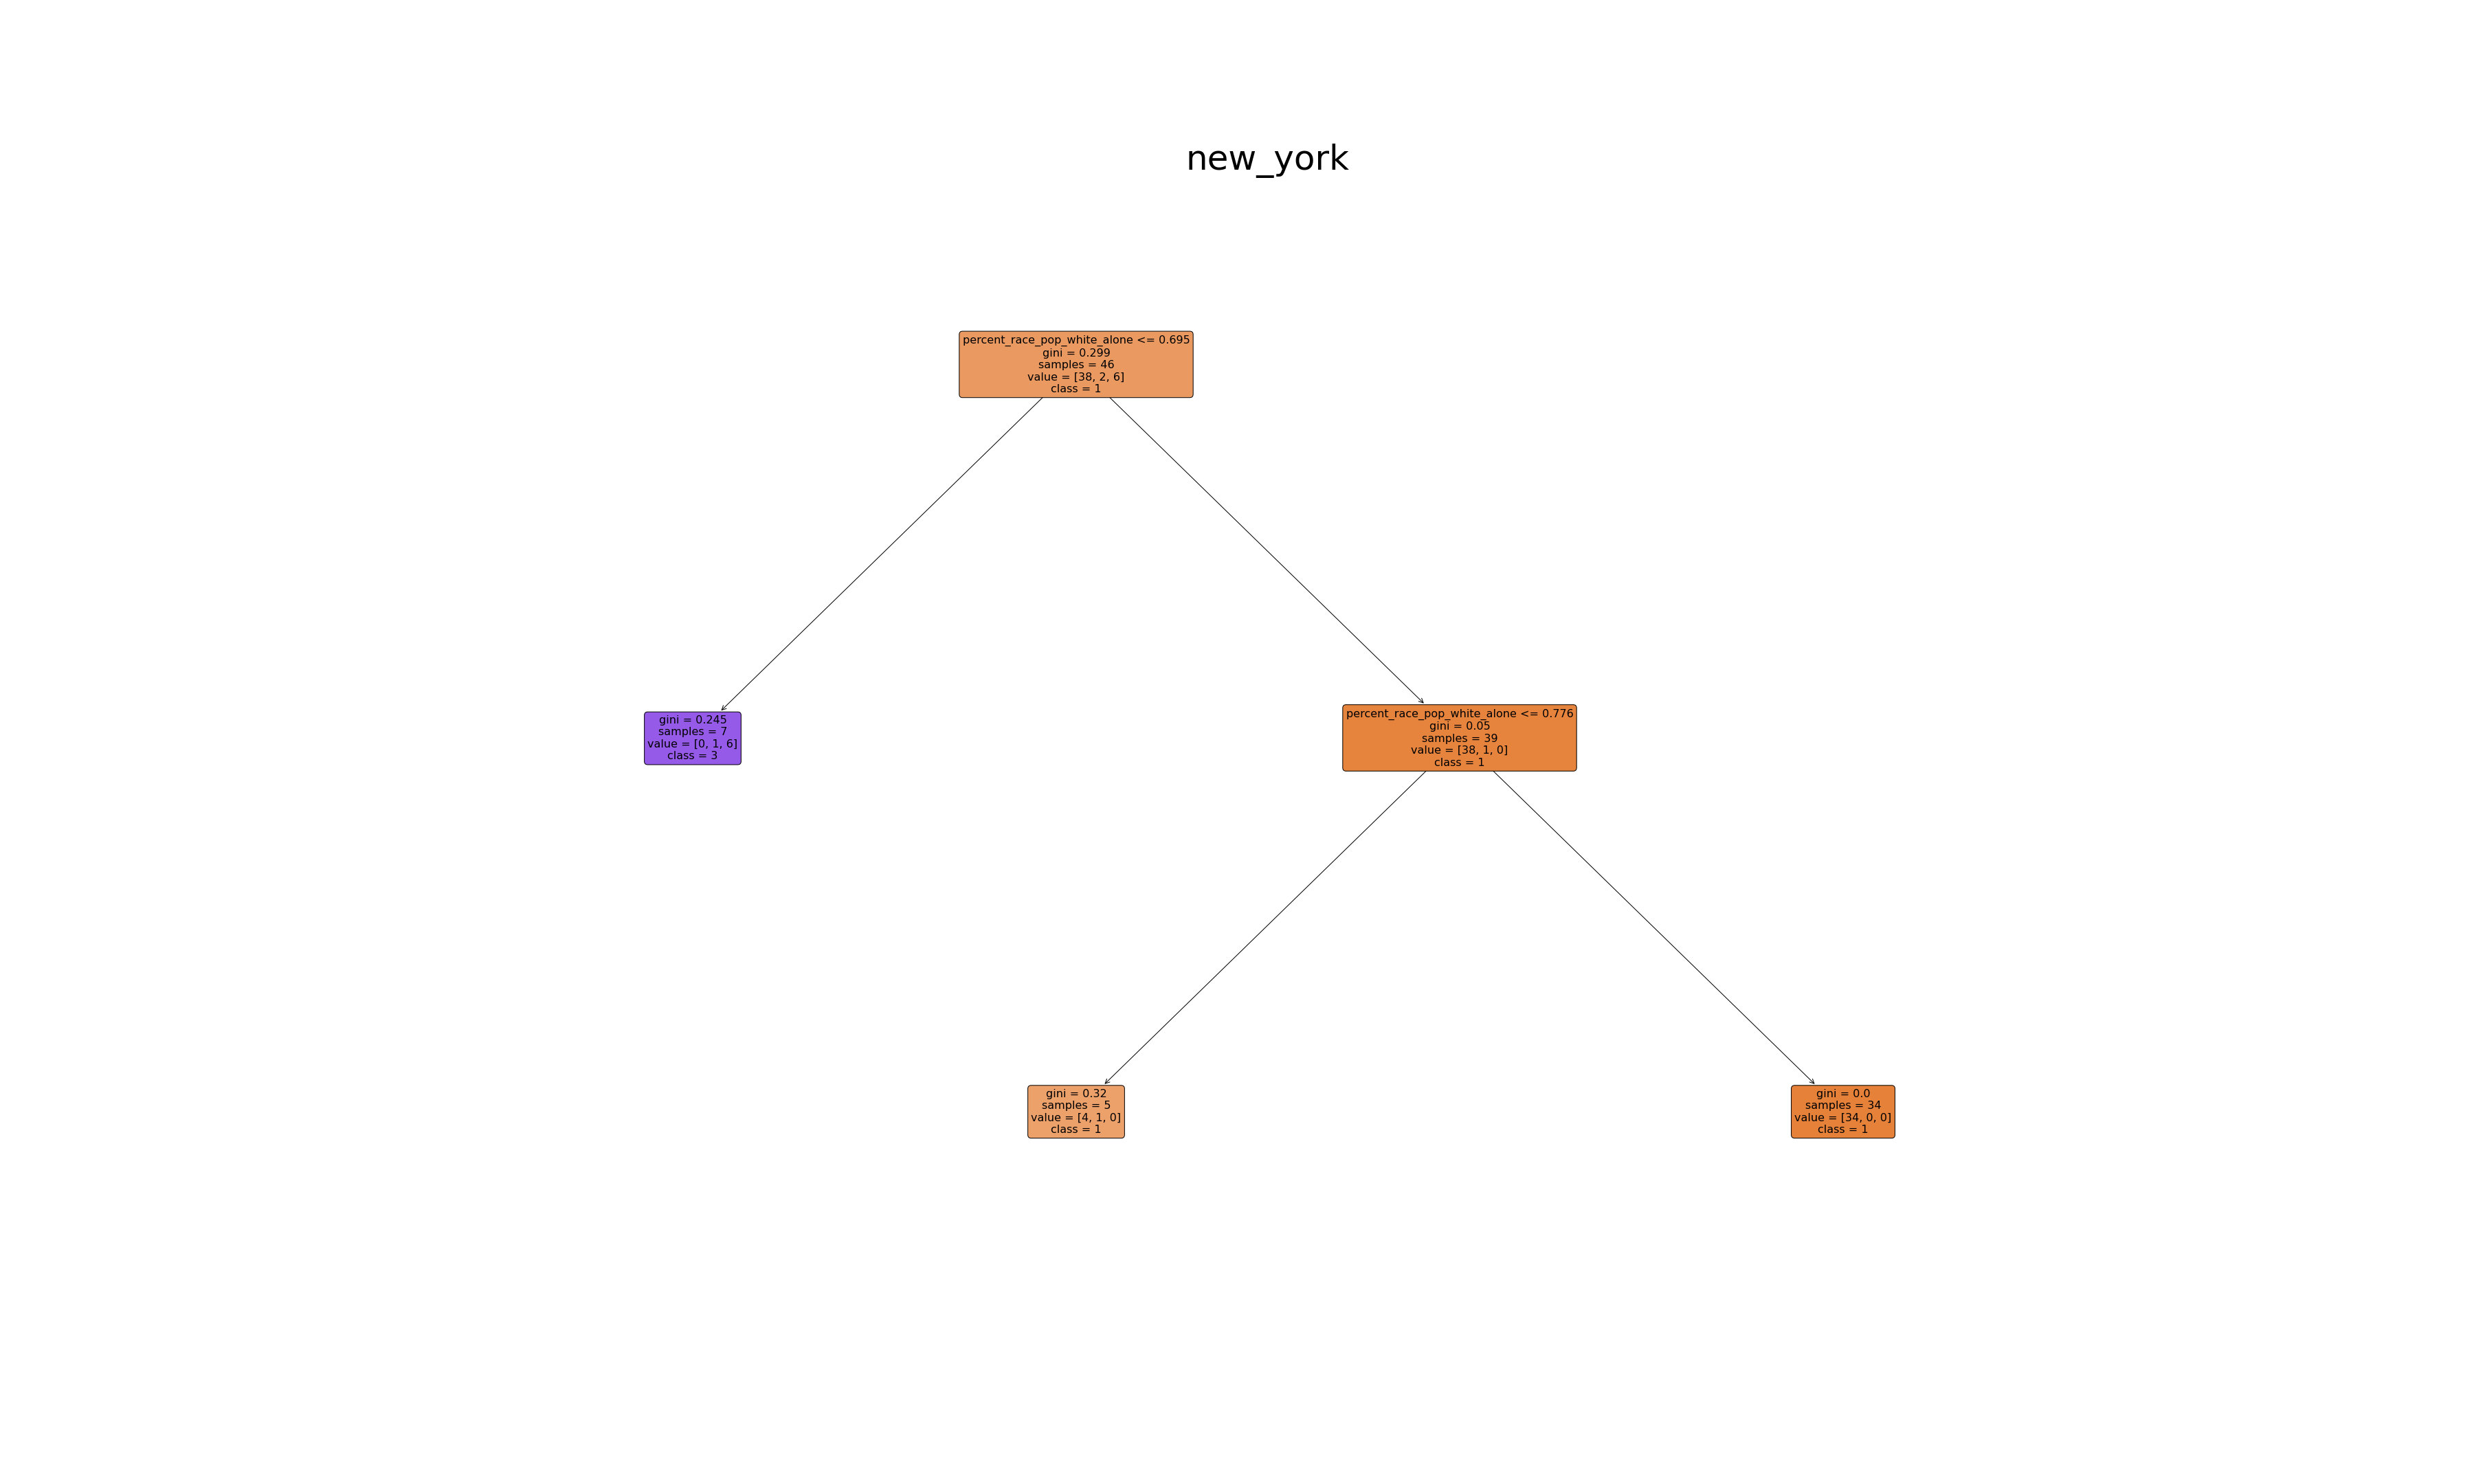 new_york
percent_race_pop_white_alone <= 0.695
gini = 0.299
samples = 46
value = [38, 2, 6]
class = 1
gini = 0.245
samples = 7
value = [0, 1, 6]
class = 3
percent_race_pop_white_alone <= 0.776
gini = 0.05
samples = 39
value = [38, 1, 0]
class = 1
gini = 0.32
samples = 5
value = [4, 1, 0]
class = 1
gini = 0.0
samples = 34
value = [34, 0, 0]
class = 1